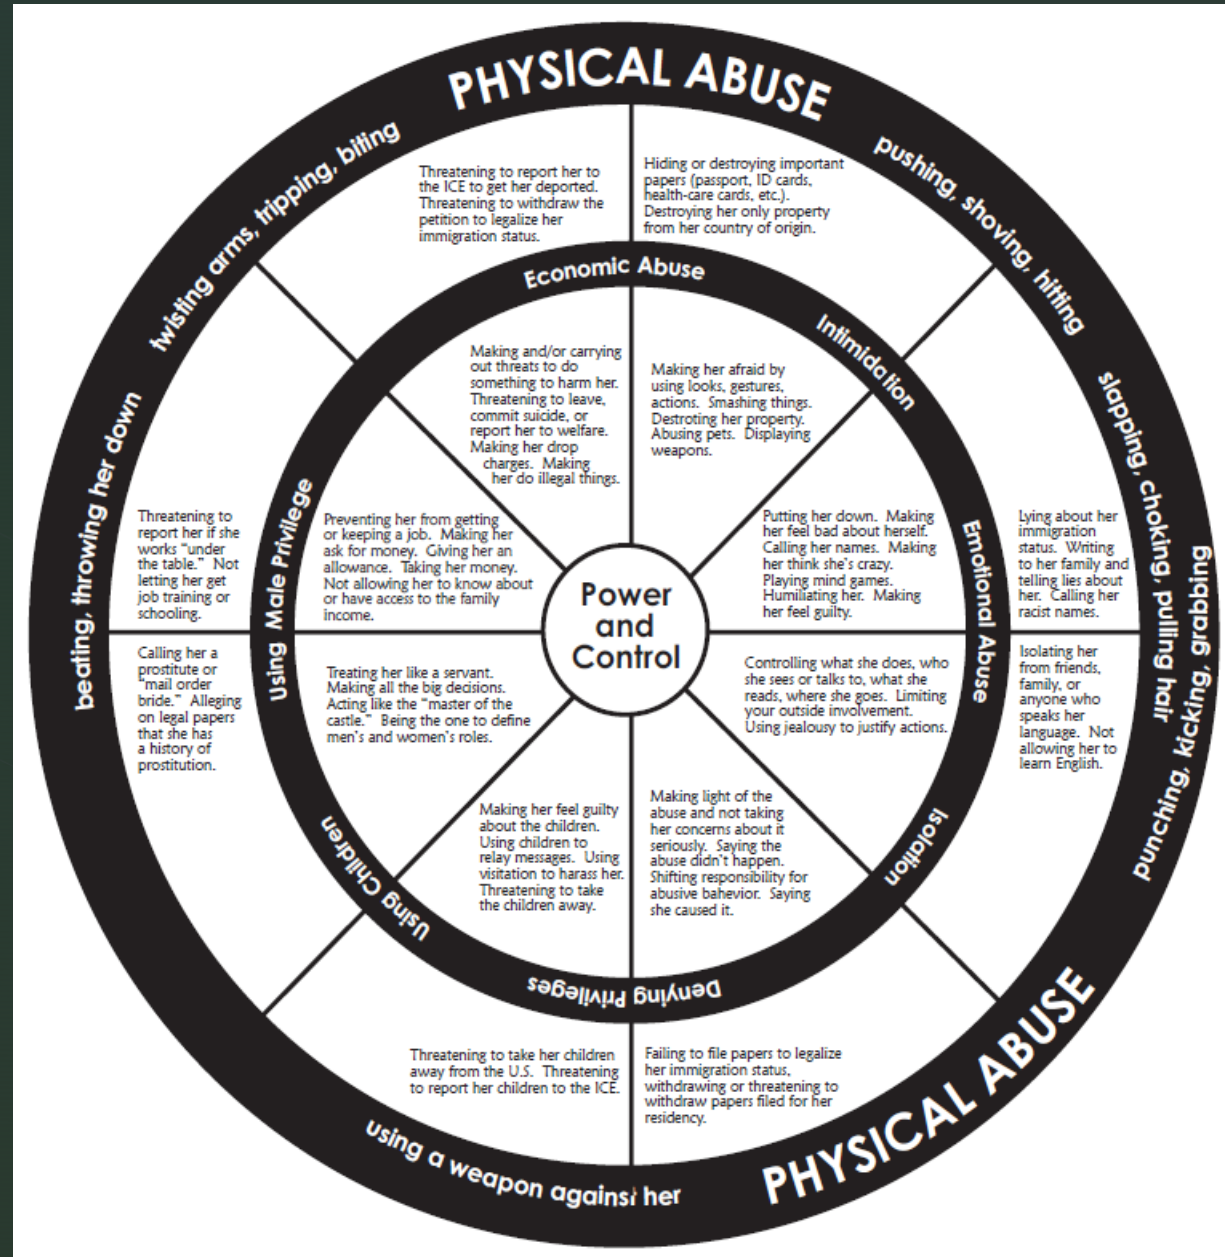 PHYSICAL ABUSE
twisting arms, tripping, biting
pushing, shoving, hitting
slapping, choking, pulling hair
punching, kicking, grabbing
beating, throwing her down
Threatening to report her to
the ICE to get her deported.
Threatening to withdraw the
petition to legalize her
immigration status.
Hiding or destroying important
papers (passport, ID cards,
health-care cards, etc.).
Destroying her only property
from her country of origin.
Economic Abuse
Intimidation
Emotional Abuse
Isolation
Denying Privileges
Using Children
Using Male Privilege
Making and/or carrying
out threats to do
something to harm her.
Threatening to leave,
commit suicide, or
report her to welfare.
Making her drop
charges. Making
her do illegal things.
Making her afraid by
using looks, gestures,
actions. Smashing things.
Destroting her property.
Abusing pets. Displaying
weapons.
Threatening to
report her if she
works "under
the table." Not
letting her get
job training or
schooling.
Preventing her from getting
or keeping a job. Making her
ask for money. Giving her an
allowance. Taking her money.
Not allowing her to know about
or have access to the family
income.
Putting her down. Making
her feel bad about herself.
Calling her names. Making
her think she's crazy.
Playing mind games.
Humiliating her. Making
her feel guilty.
Lying about her
immigration
status. Writing
to her family and
telling lies about
her. Calling her
racist names.
Power
and
Control
Calling her a
prostitute or
"mail order
bride." Alleging
on legal papers
that she has
a history of
prostitution.
Treating her like a servant.
Making all the big decisions.
Acting like the "master of the
castle." Being the one to define
men's and women's roles.
Controlling what she does, who
she sees or talks to, what she
reads, where she goes. Limiting
your outside involvement.
Using jealousy to justify actions.
Isolating her
from friends,
family, or
anyone who
speaks her
language. Not
allowing her to
learn English.
Making her feel guilty
about the children.
Using children to
relay messages. Using
visitation to harass her.
Threatening to take
the children away.
Making light of the
abuse and not taking
her concerns about it
seriously. Saying the
abuse didn't happen.
Shifting responsibility for
abusive bahevior. Saying
she caused it.
Threatening to take her children
away from the U.S. Threatening
to report her children to the ICE.
Failing to file papers to legalize
her immigration status,
withdrawing or threatening to
withdraw papers filed for her
residency.
using a weapon against her
PHYSICAL ABUSE